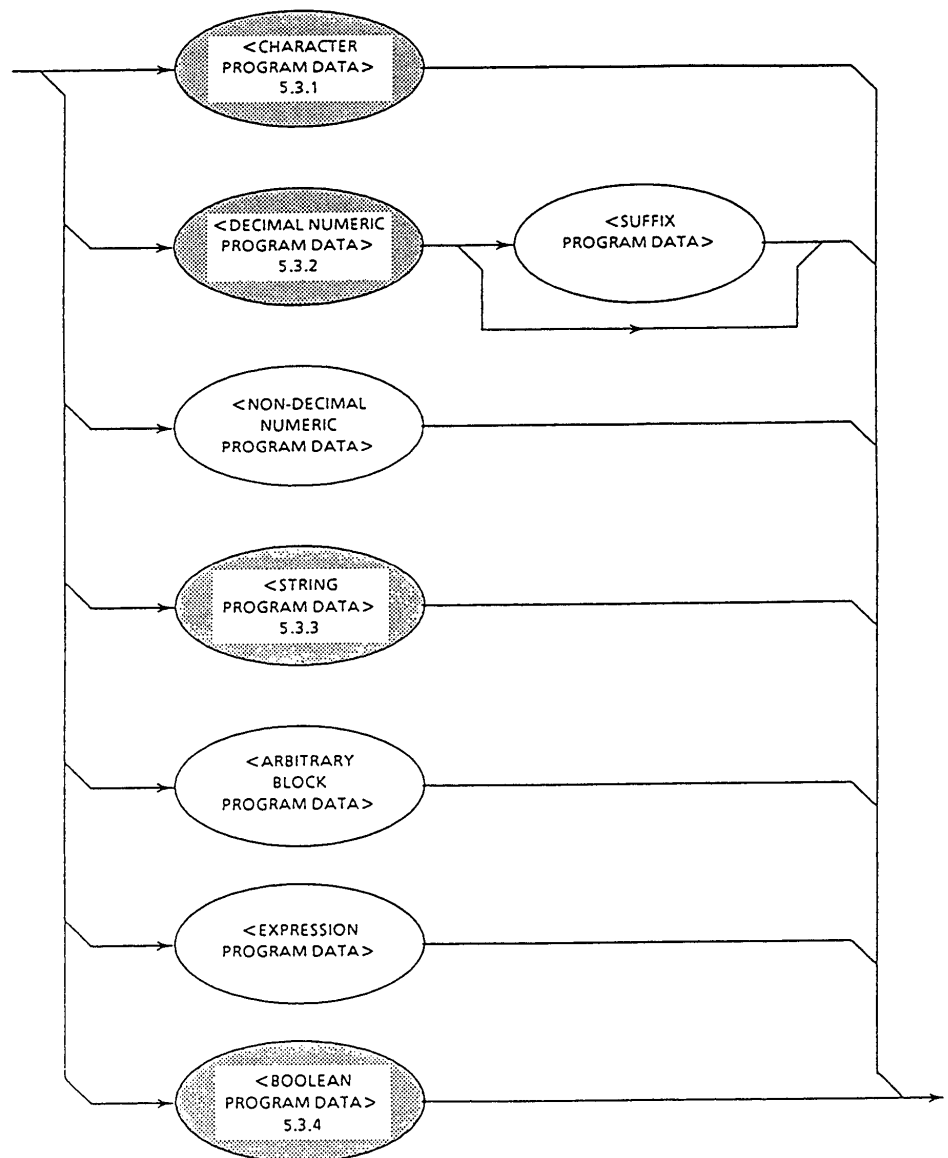 <CHARACTER
PROGRAM DATA>
5.3.1
<DECIMAL NUMERIC
PROGRAM DATA>
5.3.2
<SUFFIX
PROGRAM DATA>
<NON-DECIMAL
NUMERIC
PROGRAM DATA>
<STRING
PROGRAM DATA>
5.3.3
<ARBITRARY
BLOCK
PROGRAM DATA>
<EXPRESSION
PROGRAM DATA>
<BOOLEAN
PROGRAM DATA>
5.3.4